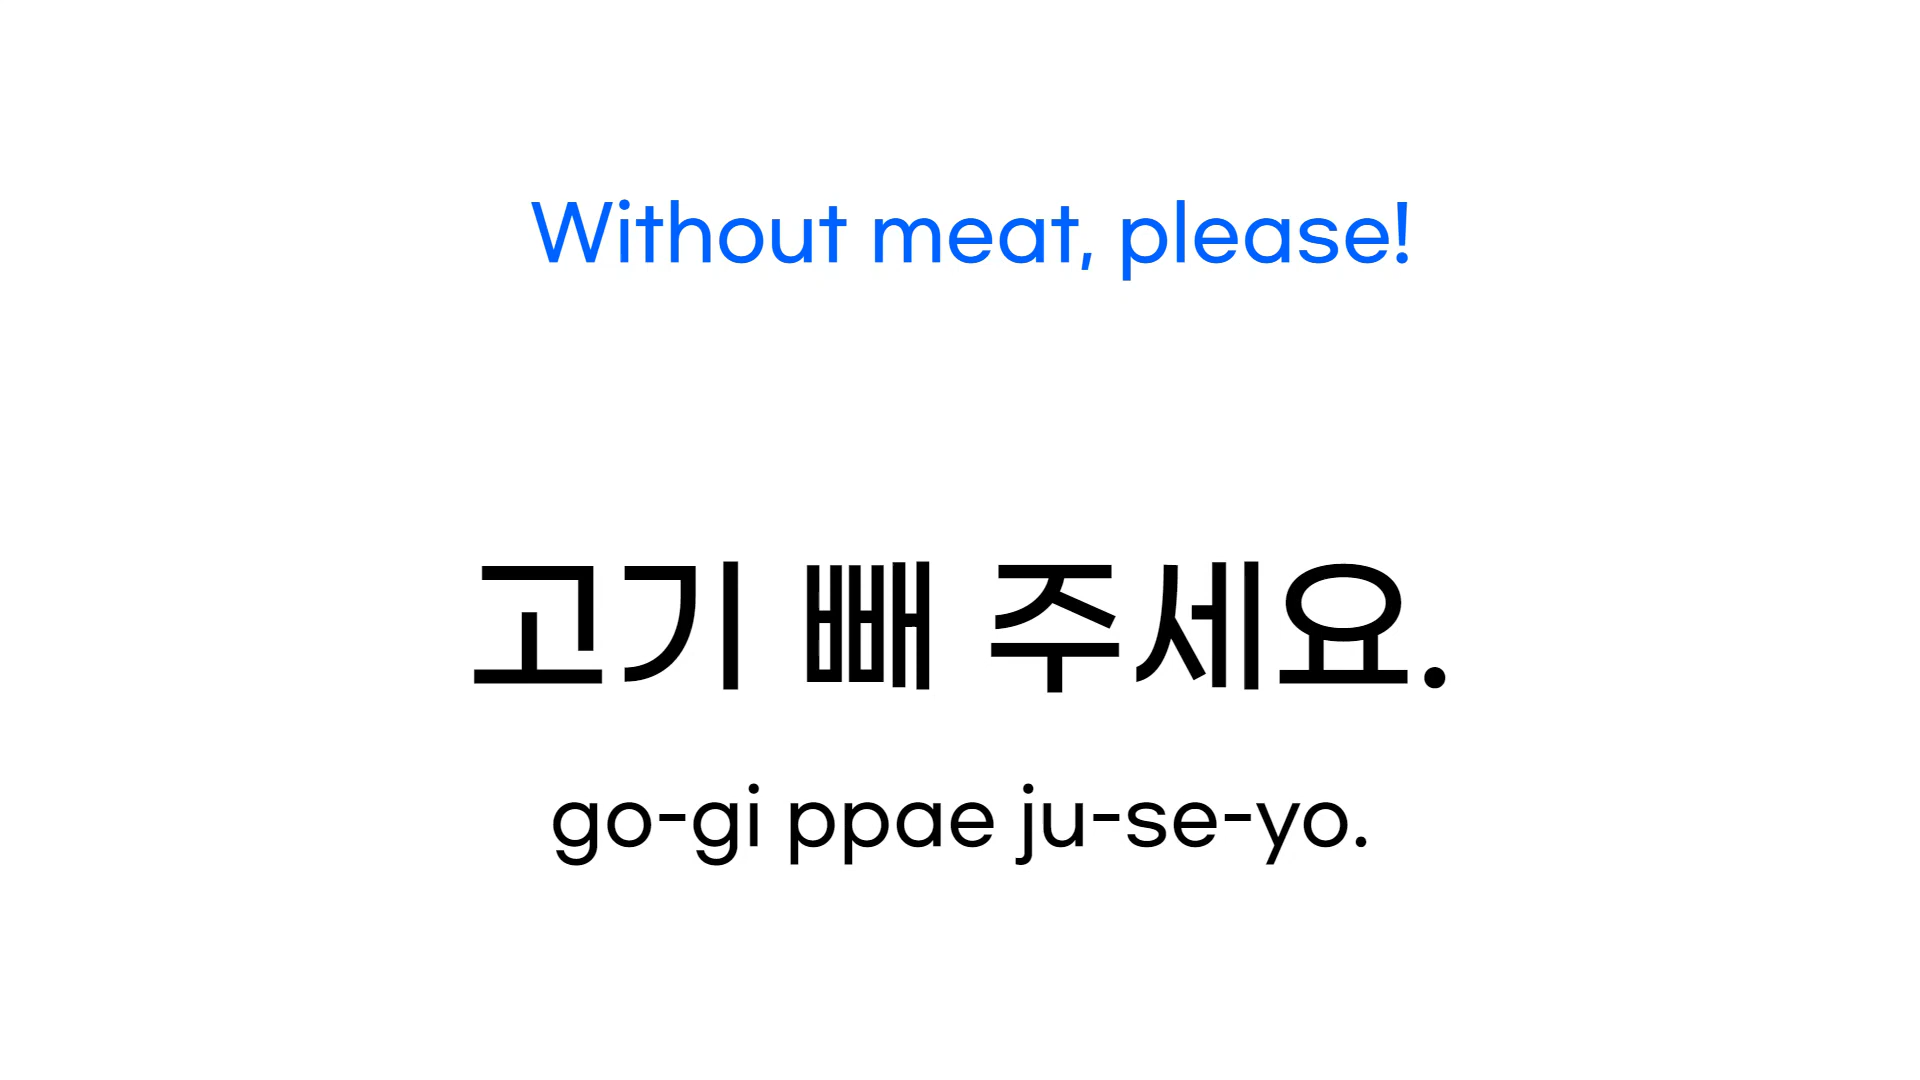 Without meat, please!
고기 빼 주세요.
go-gi ppae ju-se-yo.